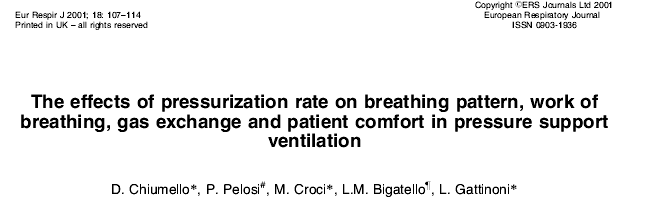 Eur Respir J 2001; 18: 107–114
Printed in UK – all rights reserved
Copyright ©ERS Journals Ltd 2001
European Respiratory Journal
ISSN 0903-1936
The effects of pressurization rate on breathing pattern, work of
breathing, gas exchange and patient comfort in pressure support
ventilation
D. Chiumello*, P. Pelosi#, M. Croci*, L.M. Bigatello¶, L. Gattinoni*